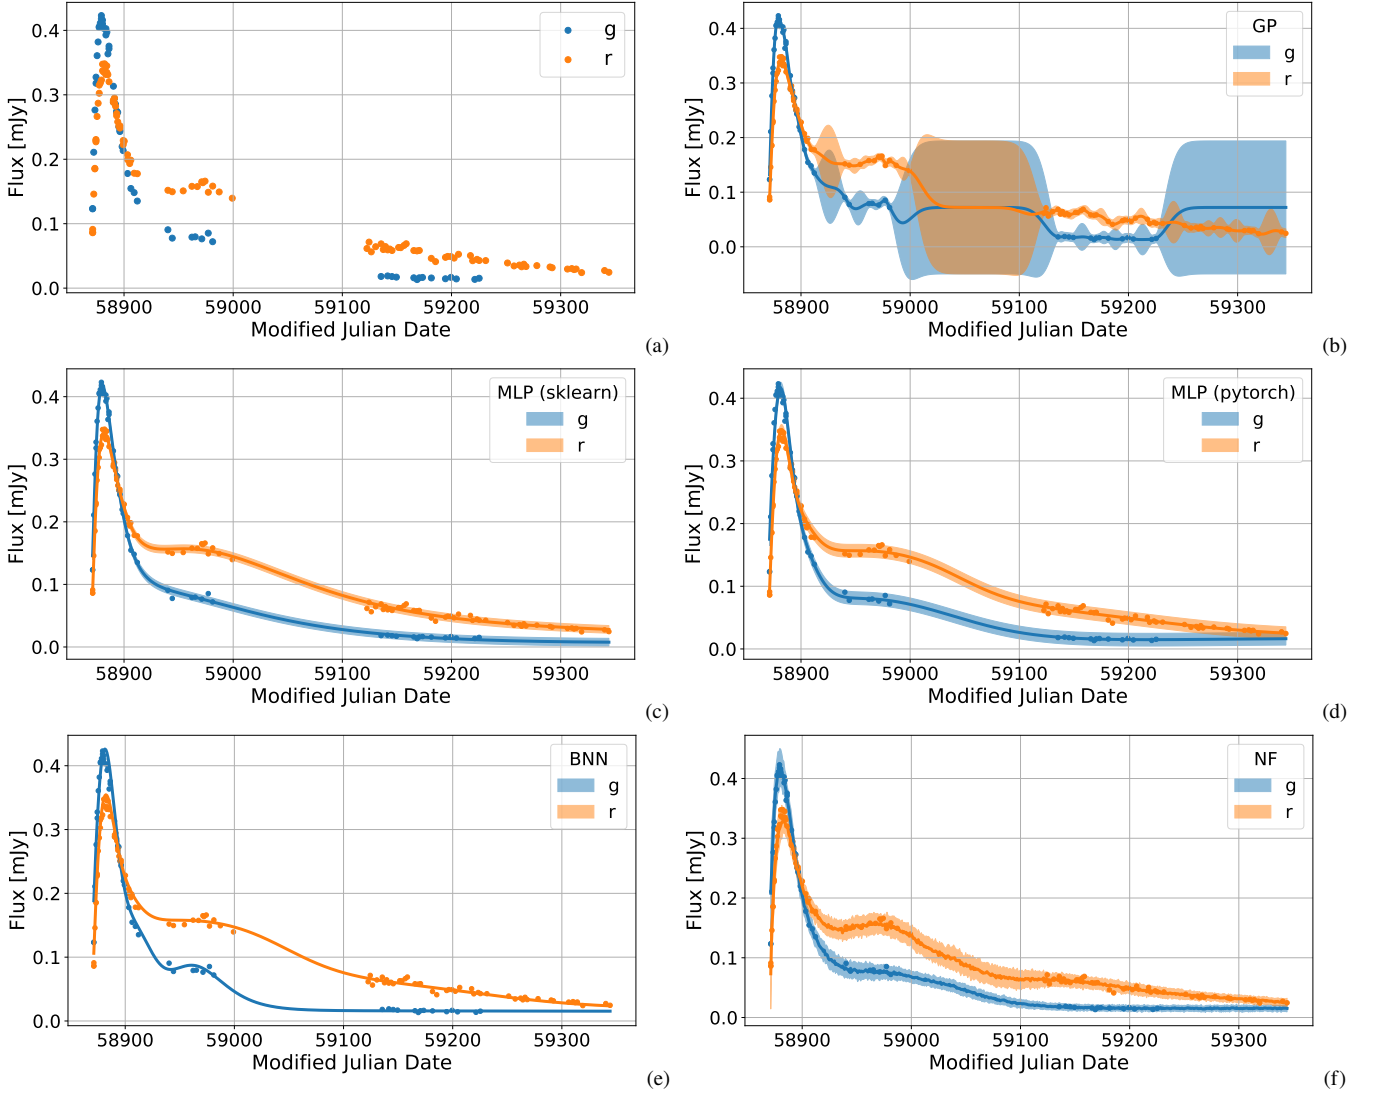 0.4
0.3
0.2
0.1
0.0
Flux [mJy]
g
r
58900 59000 59100 59200 59300
Modified Julian Date
(a)
0.4
0.3
0.2
0.1
0.0
Flux [mJy]
GP
g
r
58900 59000 59100 59200 59300
Modified Julian Date
(b)
0.4
0.3
0.2
0.1
0.0
Flux [mJy]
MLP (sklearn)
g
r
58900 59000 59100 59200 59300
Modified Julian Date
(c)
0.4
0.3
0.2
0.1
0.0
Flux [mJy]
MLP (pytorch)
g
r
58900 59000 59100 59200 59300
Modified Julian Date
(d)
0.4
0.3
0.2
0.1
0.0
Flux [mJy]
BNN
g
r
58900 59000 59100 59200 59300
Modified Julian Date
(e)
0.4
0.3
0.2
0.1
0.0
Flux [mJy]
NF
g
r
58900 59000 59100 59200 59300
Modified Julian Date
(f)